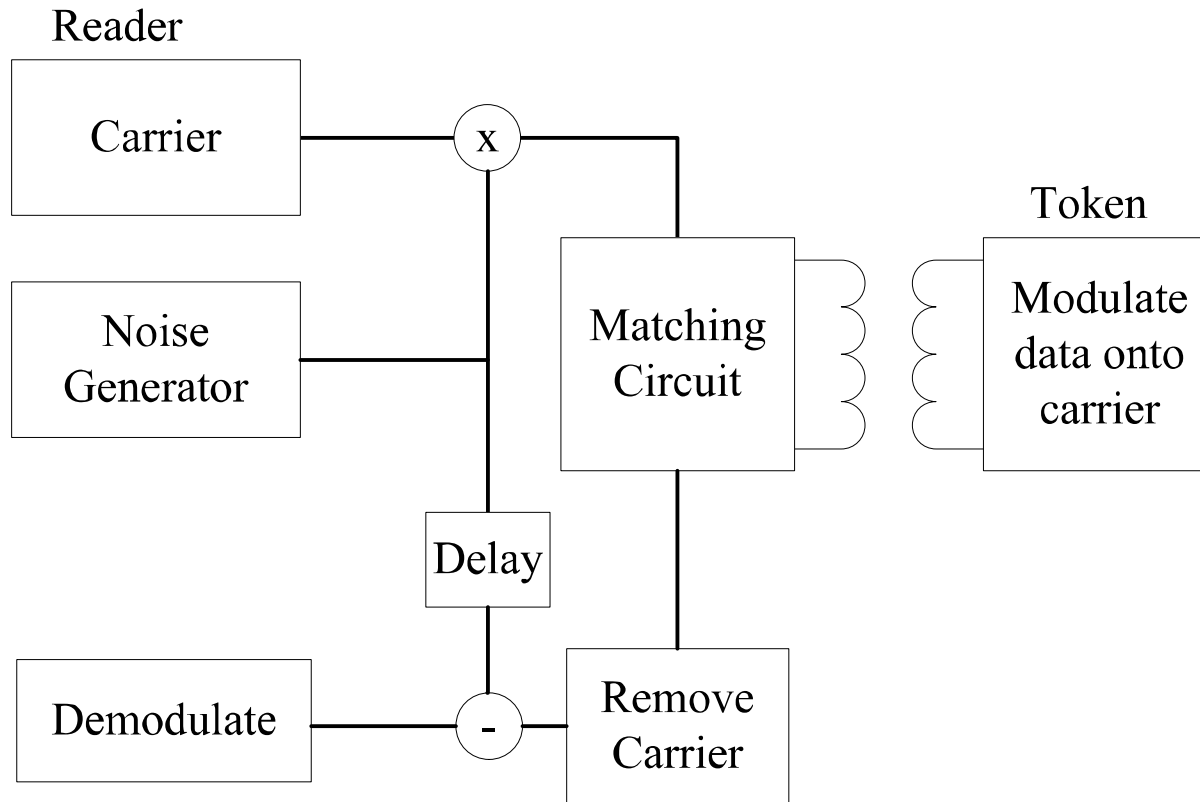 Reader
Carrier
x
Token
Noise
Generator
Matching
Circuit
Modulate
data onto
carrier
Delay
Demodulate
-
Remove
Carrier